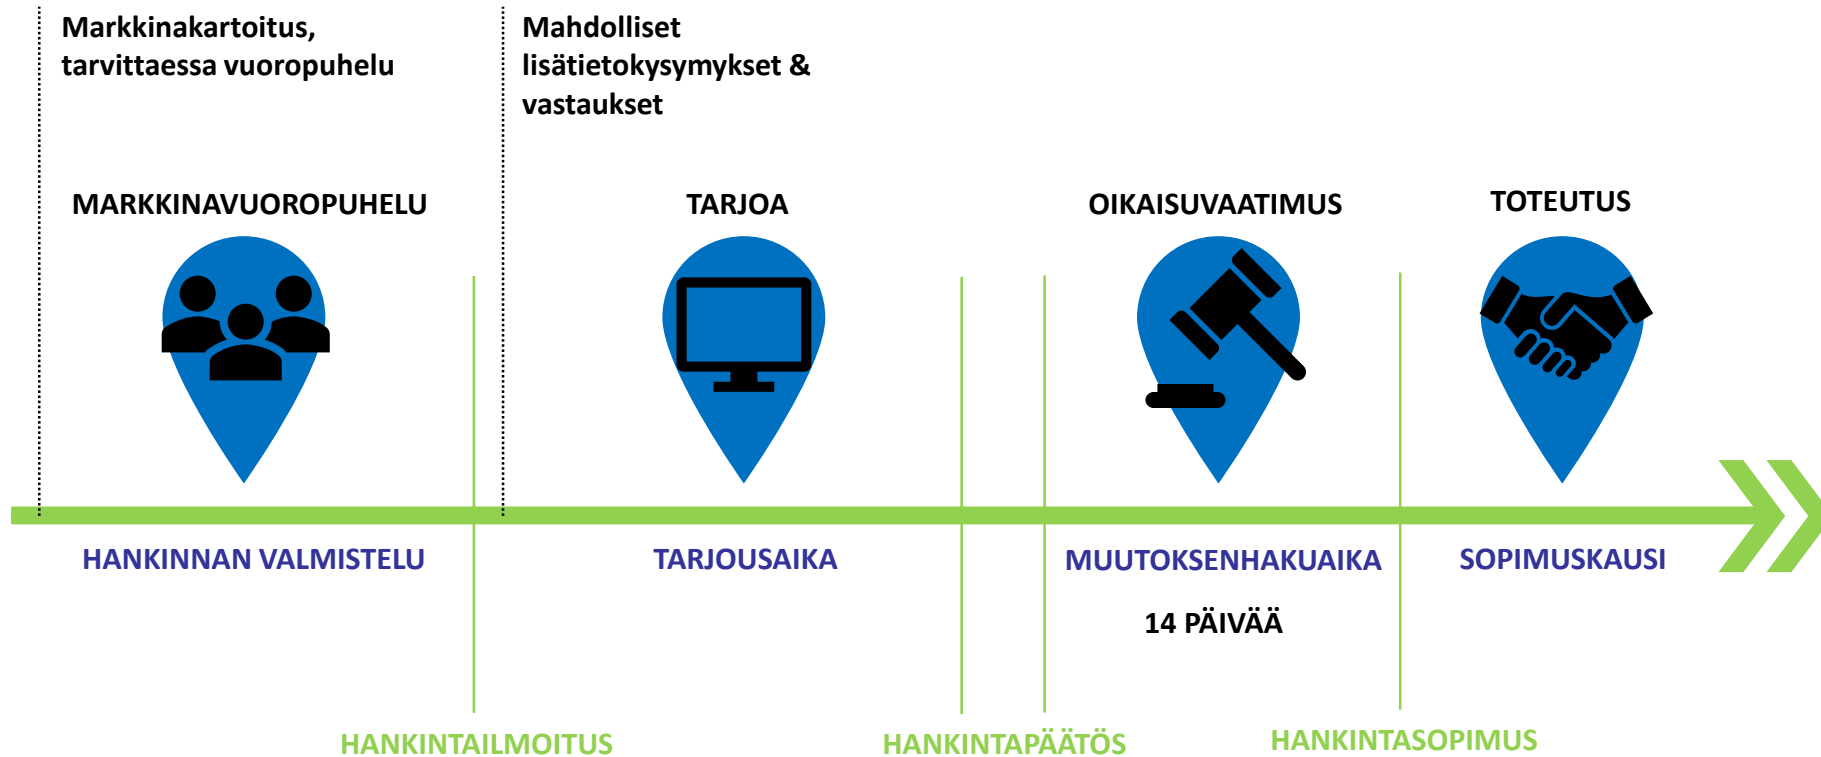 Markkinakartoitus,
tarvittaessa vuoropuhelu
Mahdolliset
lisätietokysymykset &
vastaukset
MARKKINAVUOROPUHELU
TARJOA
OIKAISUVAATIMUS
TOTEUTUS
HANKINNAN VALMISTELU
TARJOUSAIKA
MUUTOKSENHAKUAIKA
SOPIMUSKAUSI
14 PÄIVÄÄ
HANKINTAILMOITUS
HANKINTAPÄÄTÖS
HANKINTASOPIMUS